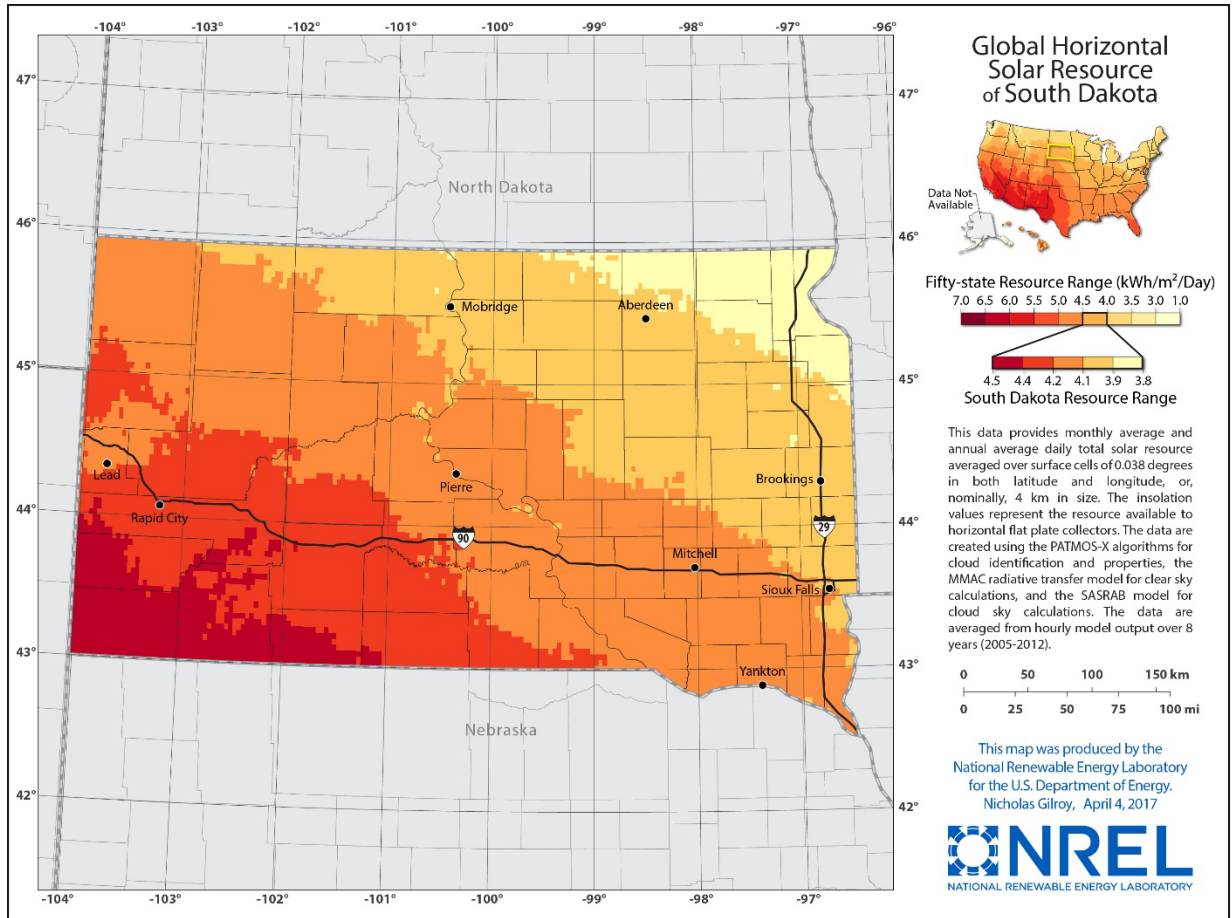 -104°
-103°
-102°
-101°
-100°
-99°
-98°
-97°
-96°
47°
47°
North Dakota
46°
46°
Mobridge
Aberdeen
45°
45°
Lead
Pierre
Brookings
Rapid City
44°
44°
90
29
Mitchell
Sioux Falls
43°
43°
Yankton
Nebraska
42°
42°
-104°
-103°
-102°
-101°
-100°
-99°
-98°
-97°
Global Horizontal
Solar Resource
of South Dakota
Data Not
Available
Fifty-state Resource Range (kWh/m²/Day)
7.0 6.5 6.0 5.5 5.0 4.5 4.0 3.5 3.0 1.0
4.5 4.4 4.2 4.1 3.9 3.8
South Dakota Resource Range
This data provides monthly average and
annual average daily total solar resource
averaged over surface cells of 0.038 degrees
in both latitude and longitude, or,
nominally, 4 km in size. The insolation
values represent the resource available to
horizontal flat plate collectors. The data are
created using the PATMOS-X algorithms for
cloud identification and properties, the
MMAC radiative transfer model for clear sky
calculations, and the SASRAB model for
cloud sky calculations. The data are
averaged from hourly model output over 8
years (2005-2012).
0 50 100 150 km
0 25 50 75 100 mi
This map was produced by the
National Renewable Energy Laboratory
for the U.S. Department of Energy.
Nicholas Gilroy, April 4, 2017
NREL
NATIONAL RENEWABLE ENERGY LABORATORY